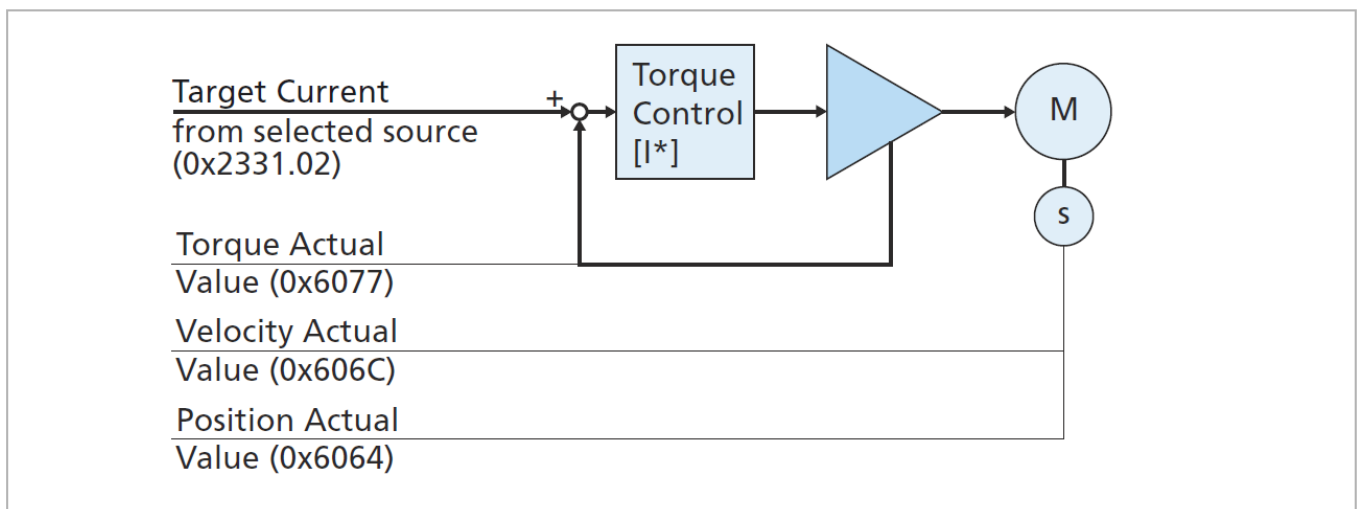 Target Current
from selected source
(0x2331.02)
+
Torque
Control
[I*]
M
s
Torque Actual
Value (0x6077)
Velocity Actual
Value (0x606C)
Position Actual
Value (0x6064)